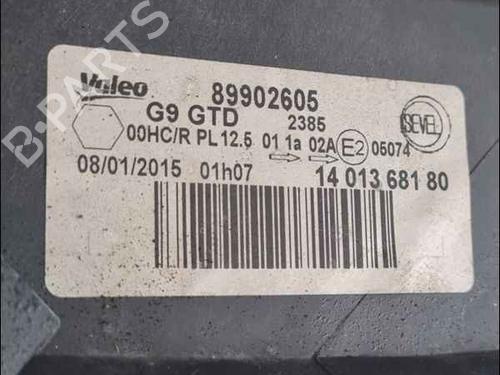 B-PARTS
Valeo 89902605
G9 GTD 2385
SEVEL
00HC/R PL12.5 01 1a 02A E2 05074
08/01/2015 01h07 14 013 681 80